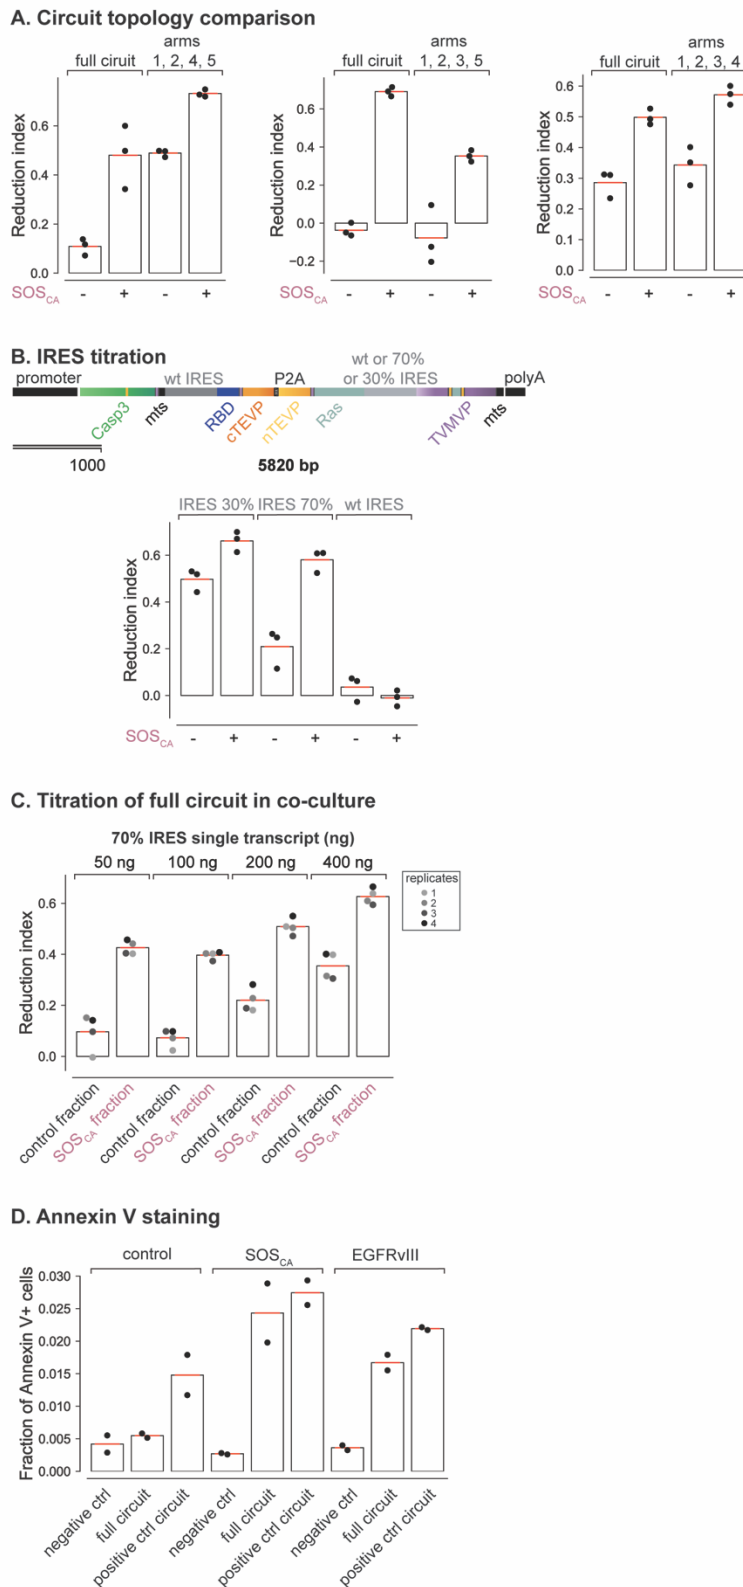 A. Circuit topology comparison
full ciruit
arms
1, 2, 4, 5
full ciruit
arms
1, 2, 3, 5
full ciruit
arms
1, 2, 3, 4
Reduction index
0.6
0.4
0.2
0.0
Reduction index
0.6
0.4
0.2
0.0
−0.2
Reduction index
0.6
0.5
0.4
0.3
0.2
0.1
0.0
SOSCA - + - +
SOSCA - + - +
SOSCA - + - +
B. IRES titration
wt or 70%
promoter wt IRES P2A or 30% IRES polyA
Casp3 mts RBD cTEVP nTEVP Ras TVMVP mts
1000 5820 bp
IRES 30% IRES 70% wt IRES
Reduction index
0.6
0.4
0.2
0.0
SOSCA - + - + - +
C. Titration of full circuit in co-culture
70% IRES single transcript (ng)
50 ng 100 ng 200 ng 400 ng
replicates
1
2
3
4
Reduction index
0.6
0.4
0.2
0.0
control fraction
SOSCA fraction
control fraction
SOSCA fraction
control fraction
SOSCA fraction
control fraction
SOSCA fraction
D. Annexin V staining
control SOSCA EGFRvIII
Fraction of Annexin V+ cells
0.030
0.025
0.020
0.015
0.010
0.005
0.000
negative ctrl
full circuit
positive ctrl circuit
negative ctrl
full circuit
positive ctrl circuit
negative ctrl
full circuit
positive ctrl circuit